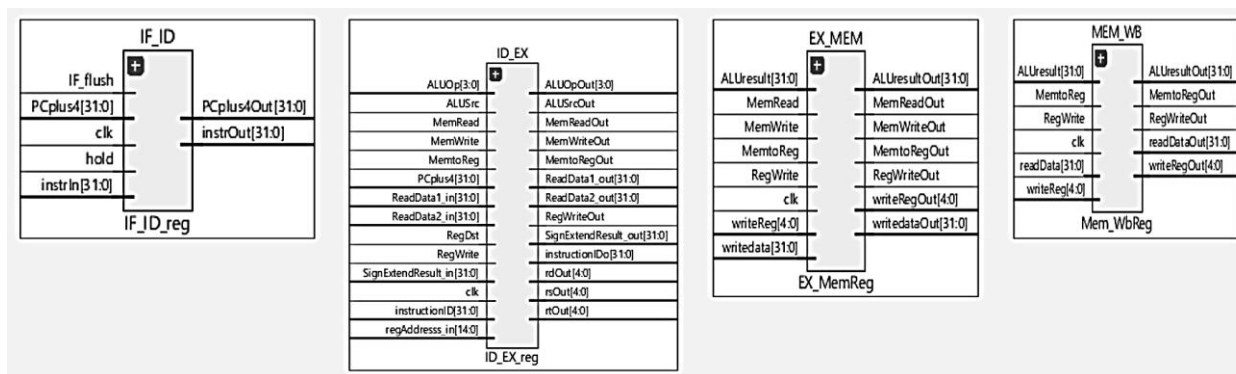 IF_ID
IF_flush
PCplus4[31:0]
clk
hold
instrIn[31:0]
PCplus4Out[31:0]
instrOut[31:0]
IF_ID_reg
ID_EX
ALUOp[3:0]
ALUSrc
MemRead
MemWrite
MemtoReg
PCplus4[31:0]
ReadData1_in[31:0]
ReadData2_in[31:0]
RegDst
RegWrite
SignExtendResult_in[31:0]
clk
instructionID[31:0]
regAddresss_in[14:0]
ALUOpOut[3:0]
ALUSrcOut
MemReadOut
MemWriteOut
MemtoRegOut
ReadData1_out[31:0]
ReadData2_out[31:0]
RegWriteOut
SignExtendResult_out[31:0]
instructionIDo[31:0]
rdOut[4:0]
rsOut[4:0]
rtOut[4:0]
ID_EX_reg
EX_MEM
ALUresult[31:0]
MemRead
MemWrite
MemtoReg
RegWrite
clk
writeReg[4:0]
writedata[31:0]
ALUresultOut[31:0]
MemReadOut
MemWriteOut
MemtoRegOut
RegWriteOut
writeRegOut[4:0]
writedataOut[31:0]
EX_MemReg
MEM_WB
ALUresult[31:0]
MemtoReg
RegWrite
clk
readData[31:0]
writeReg[4:0]
ALUresultOut[31:0]
MemtoRegOut
RegWriteOut
readDataOut[31:0]
writeRegOut[4:0]
Mem_WbReg